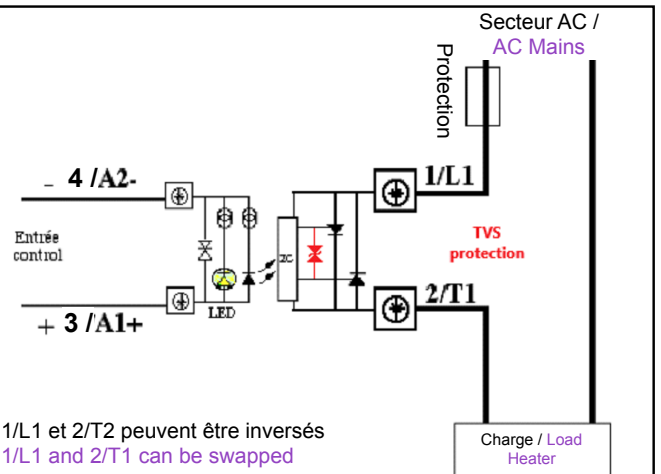 Secteur AC /
AC Mains
Protection
- 4 /A2-
1/L1
Entrée
control
ZC
TVS
protection
LED
+ 3 /A1+
2/T1
1/L1 et 2/T2 peuvent être inversés
1/L1 and 2/T1 can be swapped
Charge / Load
Heater